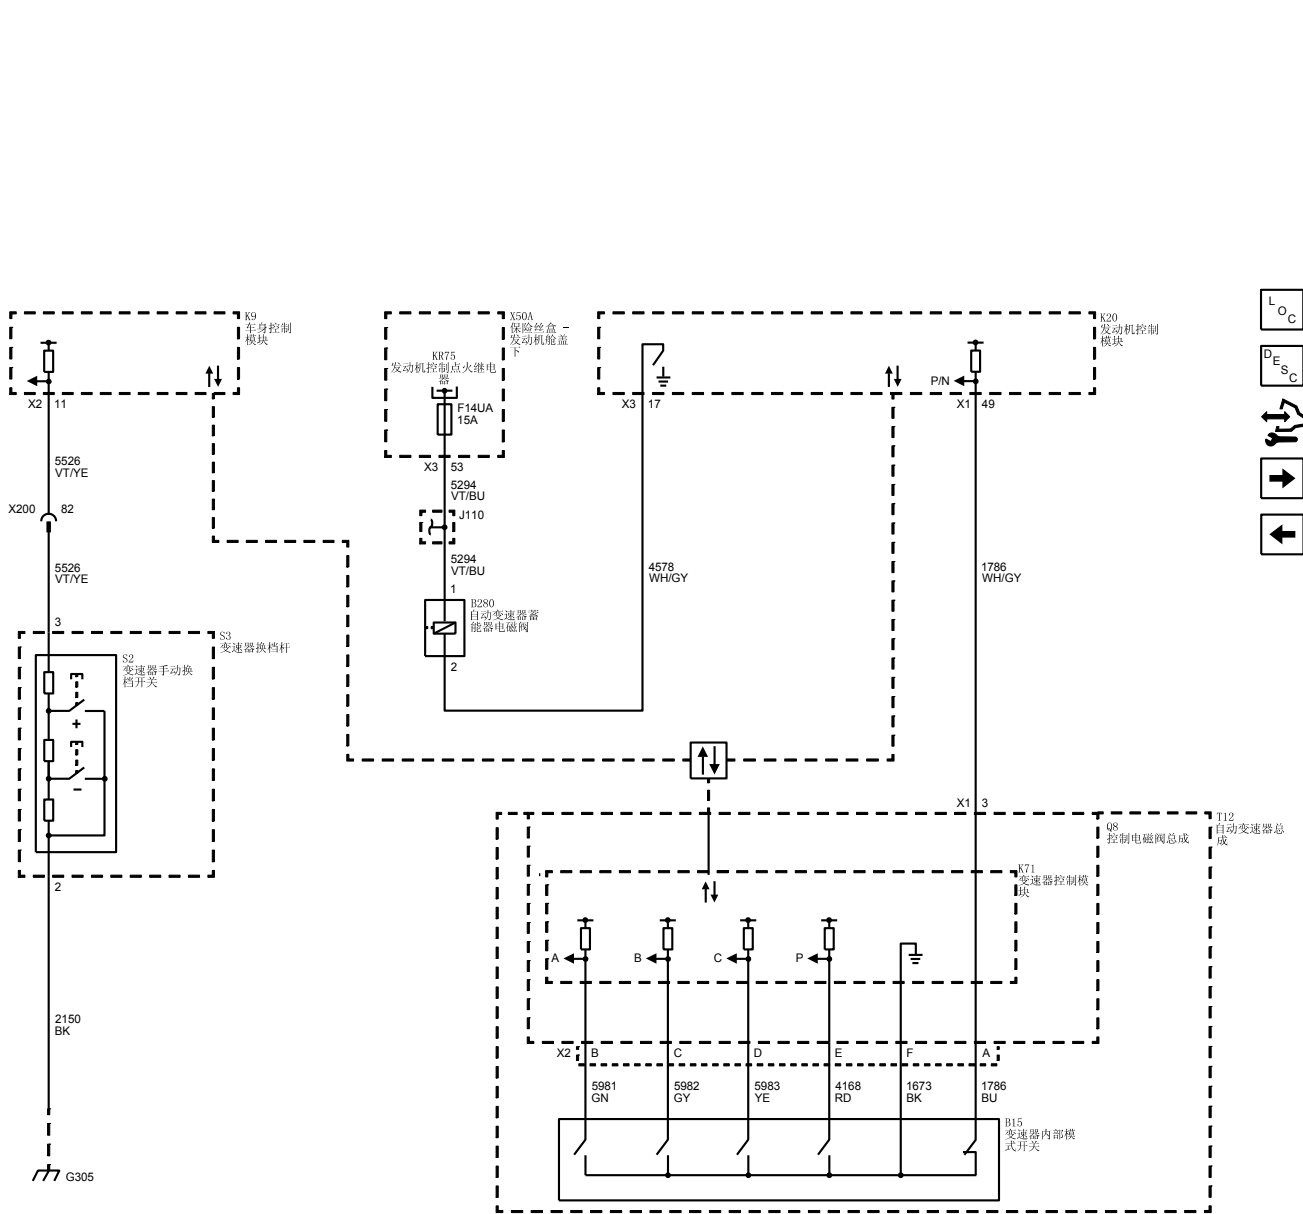 K9
车身控制
模块
X2 11
5526
VT/YE
X200 82
5526
VT/YE
3
S3
变速器换档杆
S2
变速器手动换
档开关
+
−
2
2150
BK
G305
X50A
保险丝盒 -
发动机舱盖
下
KR75
发动机控制点火继电
器
F14UA
15A
X3 53
5294
VT/BU
J110
5294
VT/BU
1
B280
自动变速器蓄
能器电磁阀
2
K20
发动机控制
模块
P/N
X3 17
X1 49
4578
WH/GY
1786
WH/GY
X1 3
T12
自动变速器总
成
Q8
控制电磁阀总成
K71
变速器控制模
块
A B C P
X2 B C D E F A
5981
GN
5982
GY
5983
YE
4168
RD
1673
BK
1786
BU
B15
变速器内部模
式开关
L
O
C
D
E
S
C